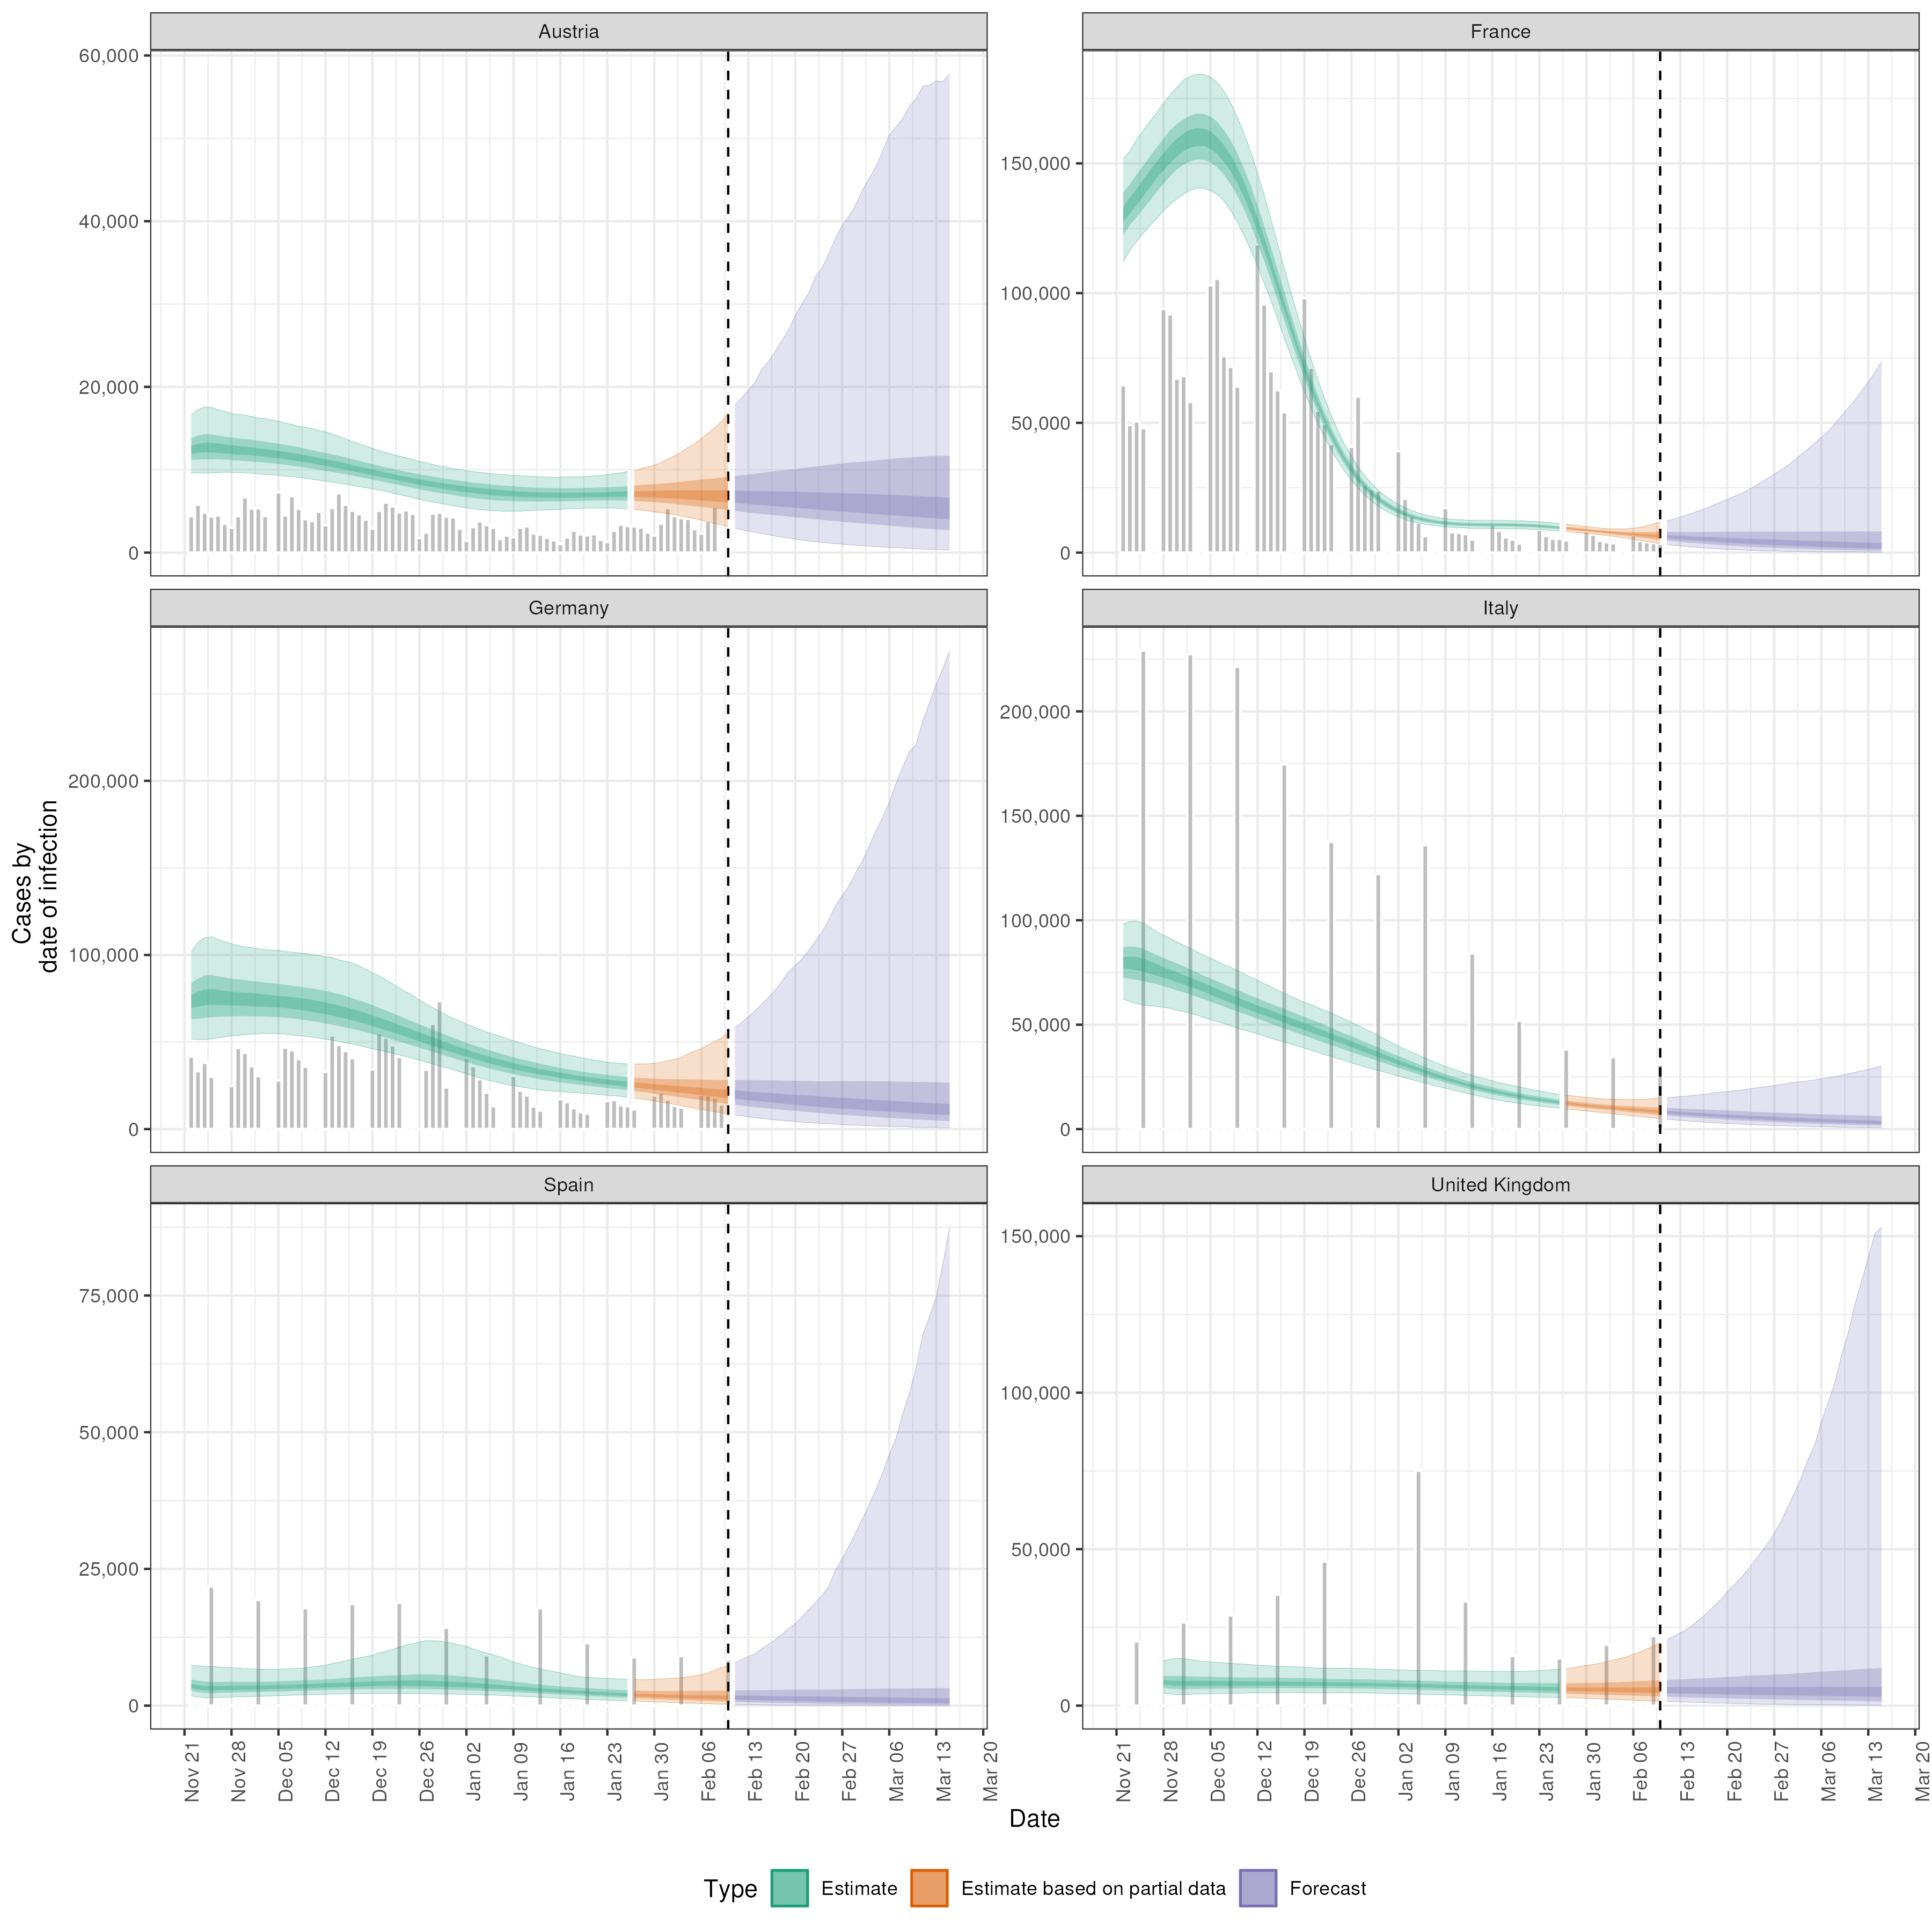 Austria
France
60,000
40,000
20,000
0
150,000
100,000
50,000
0
Germany
Italy
200,000
100,000
0
200,000
150,000
100,000
50,000
0
Spain
United Kingdom
75,000
50,000
25,000
0
150,000
100,000
50,000
0
Cases by
date of infection
Nov 21
Nov 28
Dec 05
Dec 12
Dec 19
Dec 26
Jan 02
Jan 09
Jan 16
Jan 23
Jan 30
Feb 06
Feb 13
Feb 20
Feb 27
Mar 06
Mar 13
Mar 20
Nov 21
Nov 28
Dec 05
Dec 12
Dec 19
Dec 26
Jan 02
Jan 09
Jan 16
Jan 23
Jan 30
Feb 06
Feb 13
Feb 20
Feb 27
Mar 06
Mar 13
Mar 20
Date
Type Estimate Estimate based on partial data Forecast